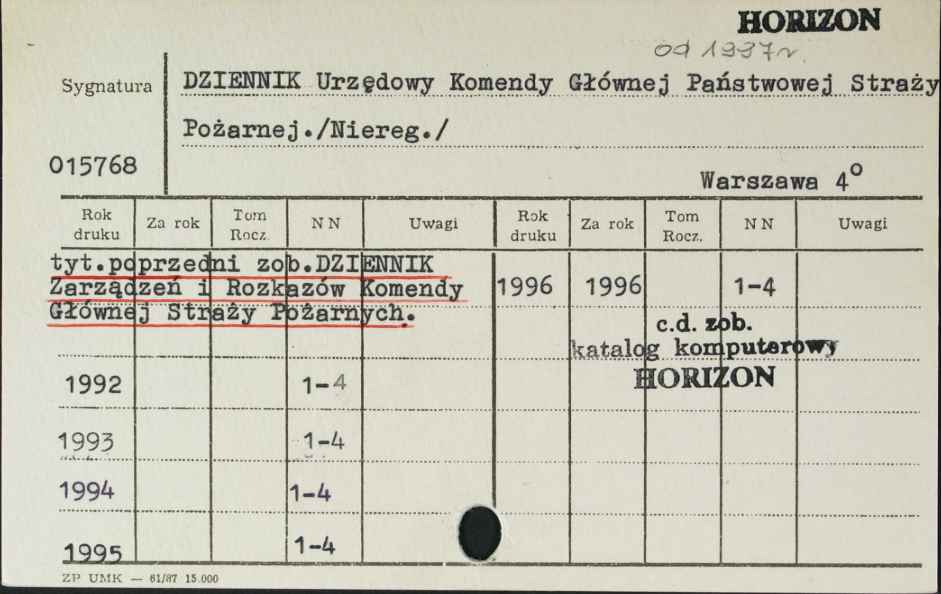 HORIZON
od 1997r.
Sygnatura DZIENNIK Urzędowy Komendy Głównej Państwowej Straży
Pożarnej./Niereg./
015768
Warszawa 4°
Rok druku Za rok Tom Rocz. N N Uwagi Rok druku Za rok Tom Rocz. N N Uwagi
tyt.poprzedni zob.DZIENNIK
Zarządzeń i Rozkazów Komendy 1996 1996 1-4
Głównej Straży Pożarnych.
c.d. zob.
katalog komputerowy
1992 1-4 HORIZON
1993 1-4
1994 1-4
1995 1-4
ZP UMK — 61/87 15.000